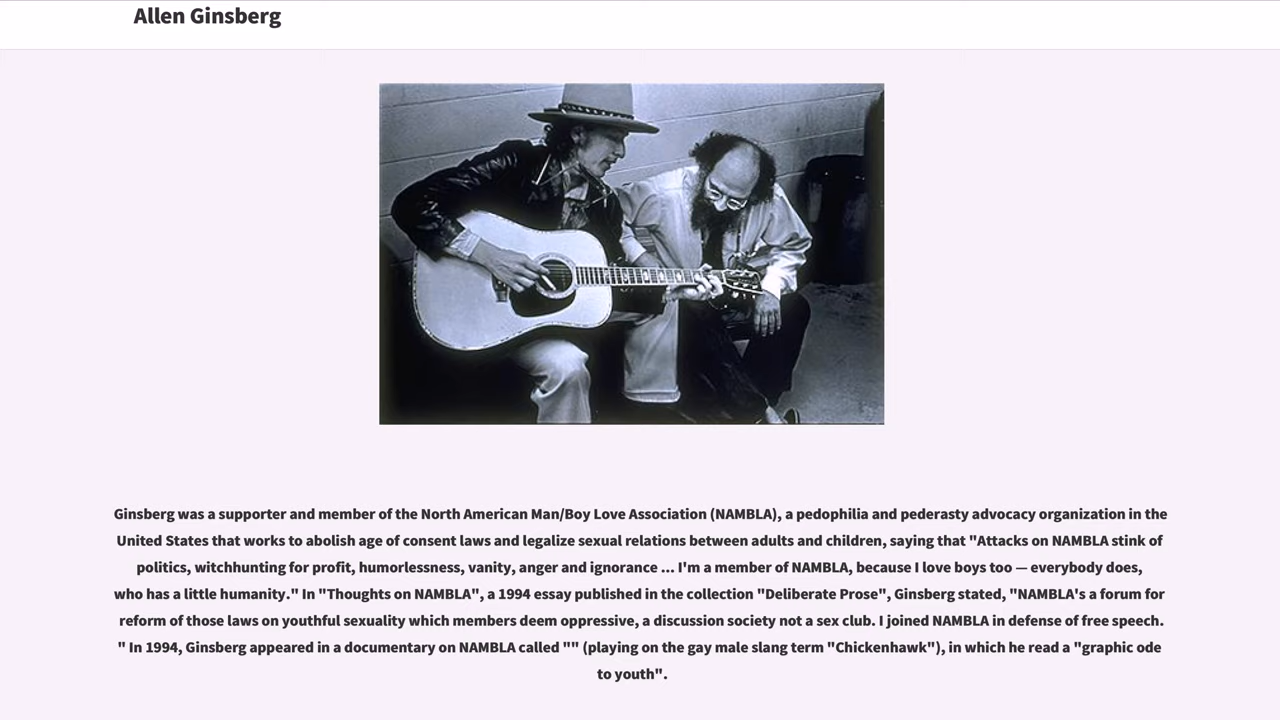 Allen Ginsberg
Ginsberg was a supporter and member of the North American Man/Boy Love Association (NAMBLA), a pedophilia and pederasty advocacy organization in the
United States that works to abolish age of consent laws and legalize sexual relations between adults and children, saying that "Attacks on NAMBLA stink of
politics, witchhunting for profit, humorlessness, vanity, anger and ignorance ... I'm a member of NAMBLA, because I love boys too — everybody does,
who has a little humanity." In "Thoughts on NAMBLA", a 1994 essay published in the collection "Deliberate Prose", Ginsberg stated, "NAMBLA's a forum for
reform of those laws on youthful sexuality which members deem oppressive, a discussion society not a sex club. I joined NAMBLA in defense of free speech.
" In 1994, Ginsberg appeared in a documentary on NAMBLA called "" (playing on the gay male slang term "Chickenhawk"), in which he read a "graphic ode
to youth".